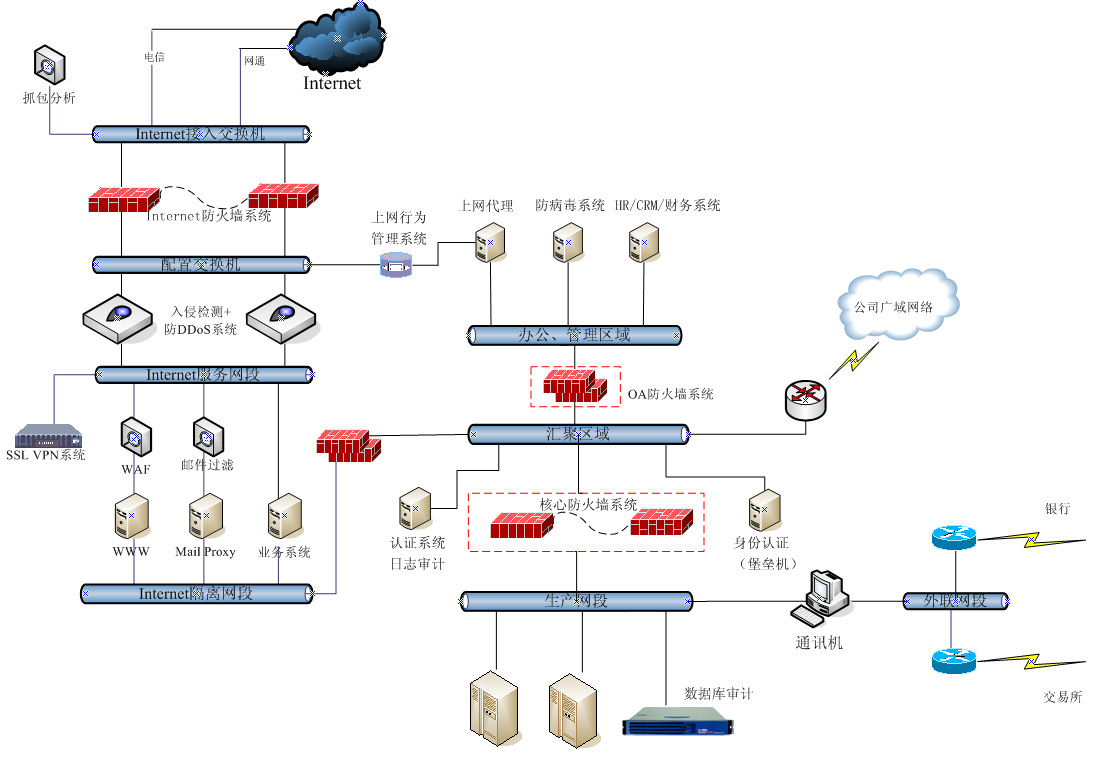 电信
网通
Internet
抓包分析
Internet接入交换机
Internet防火墙系统
上网行为
管理系统
上网代理
防病毒系统
HR/CRM/财务系统
配置交换机
入侵检测+
防DDoS系统
公司广域网络
办公、管理区域
Internet服务网段
OA防火墙系统
SSL VPN系统
WAF
邮件过滤
汇聚区域
核心防火墙系统
WWW
Mail Proxy
业务系统
认证系统
日志审计
身份认证
（堡垒机）
银行
Internet隔离网段
生产网段
通讯机
外联网段
数据库审计
交易所